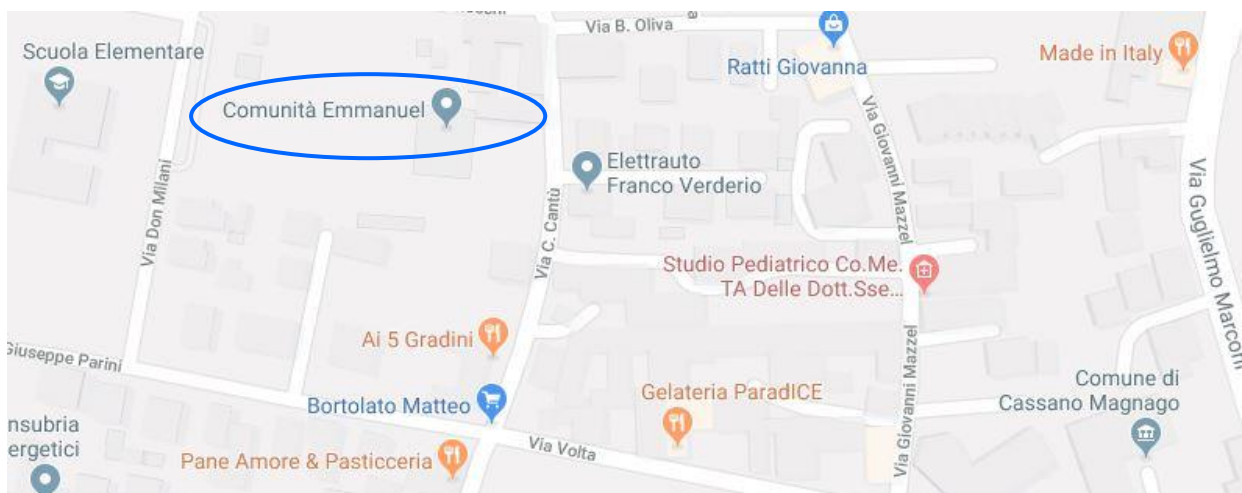 Via B. Oliva
Scuola Elementare
Ratti Giovanna
Made in Italy
Comunità Emmanuel
Elettrauto
Franco Verderio
Via Giovanni Mazzel
Via Guglielmo Marconi
Via Don Milani
Via C. Cantù
Studio Pediatrico Co.Me.
TA Delle Dott.Sse...
Ai 5 Gradini
Giuseppe Parini
Via Giovanni Mazzel
Gelateria ParadICE
Comune di
Cassano Magnago
Bortolato Matteo
nsubria
ergetici
Via Volta
Pane Amore & Pasticceria